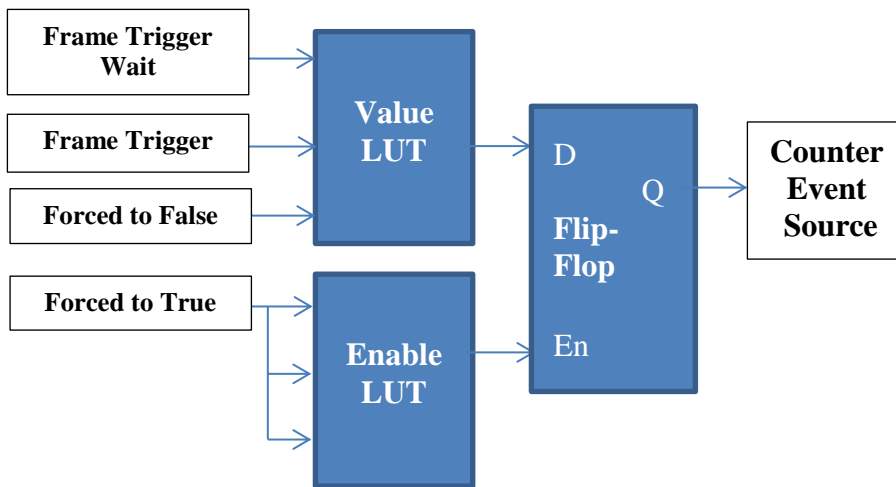 Frame Trigger
Wait
Frame Trigger
Forced to False
Forced to True
Value
LUT
Enable
LUT
D
Q
Flip-
Flop
En
Counter
Event
Source